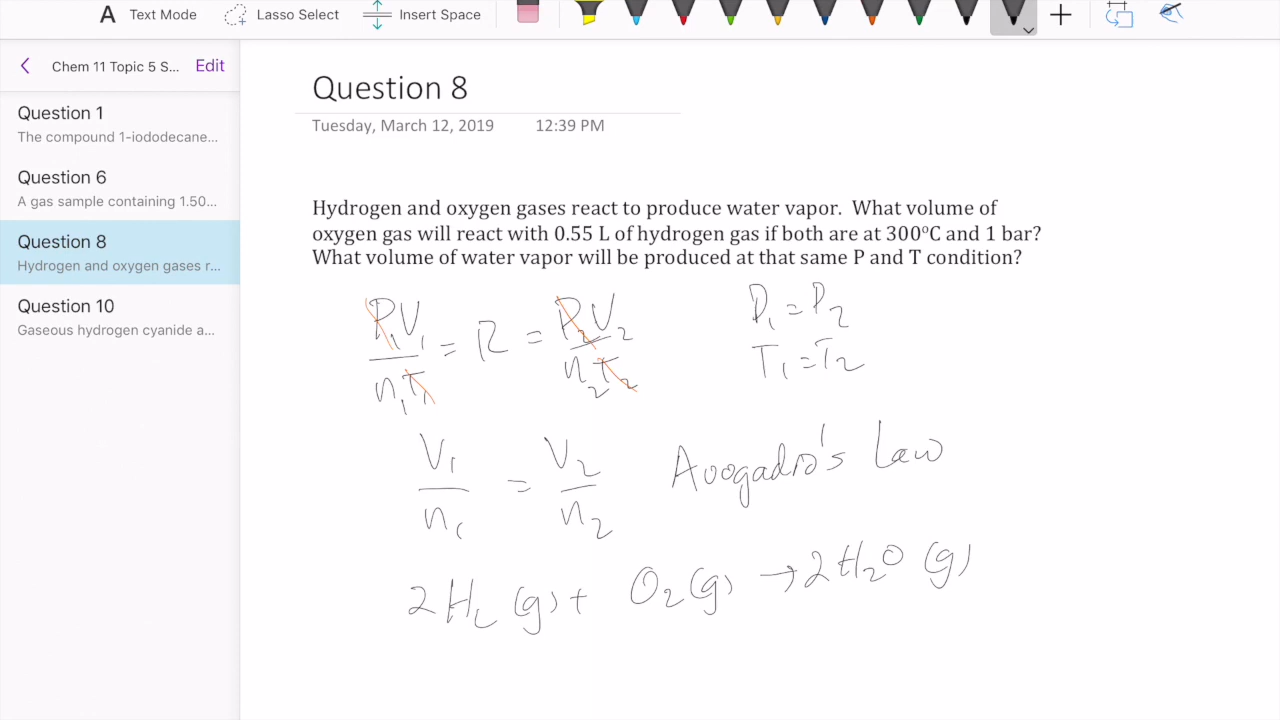 A Text Mode Lasso Select Insert Space
Chem 11 Topic 5 S... Edit
Question 1
The compound 1-iododecane...
Question 6
A gas sample containing 1.50...
Question 8
Hydrogen and oxygen gases r...
Question 10
Gaseous hydrogen cyanide a...
Question 8
Tuesday, March 12, 2019 12:39 PM
Hydrogen and oxygen gases react to produce water vapor. What volume of
oxygen gas will react with 0.55 L of hydrogen gas if both are at 300°C and 1 bar?
What volume of water vapor will be produced at that same P and T condition?
P₁V₁/n₁T₁ = R = P₂V₂/n₂T₂
P₁ = P₂
T₁ = T₂
V₁/n₁ = V₂/n₂ Avogadro's Law
2H₂(g) + O₂(g) → 2H₂O(g)